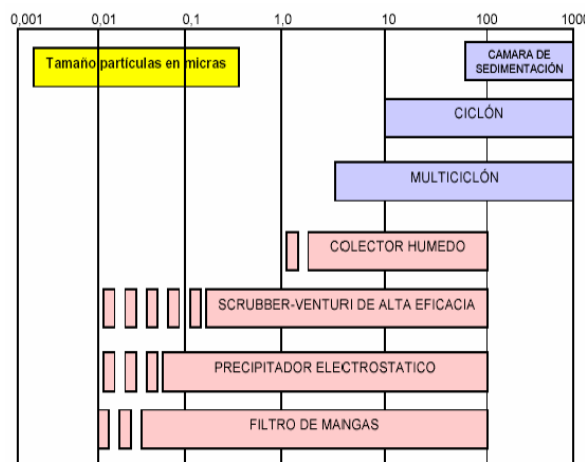 0,001 0,01 0,1 1,0 10 100 1000
Tamaño partículas en micras
CAMARA DE
SEDIMENTACIÓN
CICLÓN
MULTICICLÓN
COLECTOR HUMEDO
SCRUBBER-VENTURI DE ALTA EFICACIA
PRECIPITADOR ELECTROSTATICO
FILTRO DE MANGAS